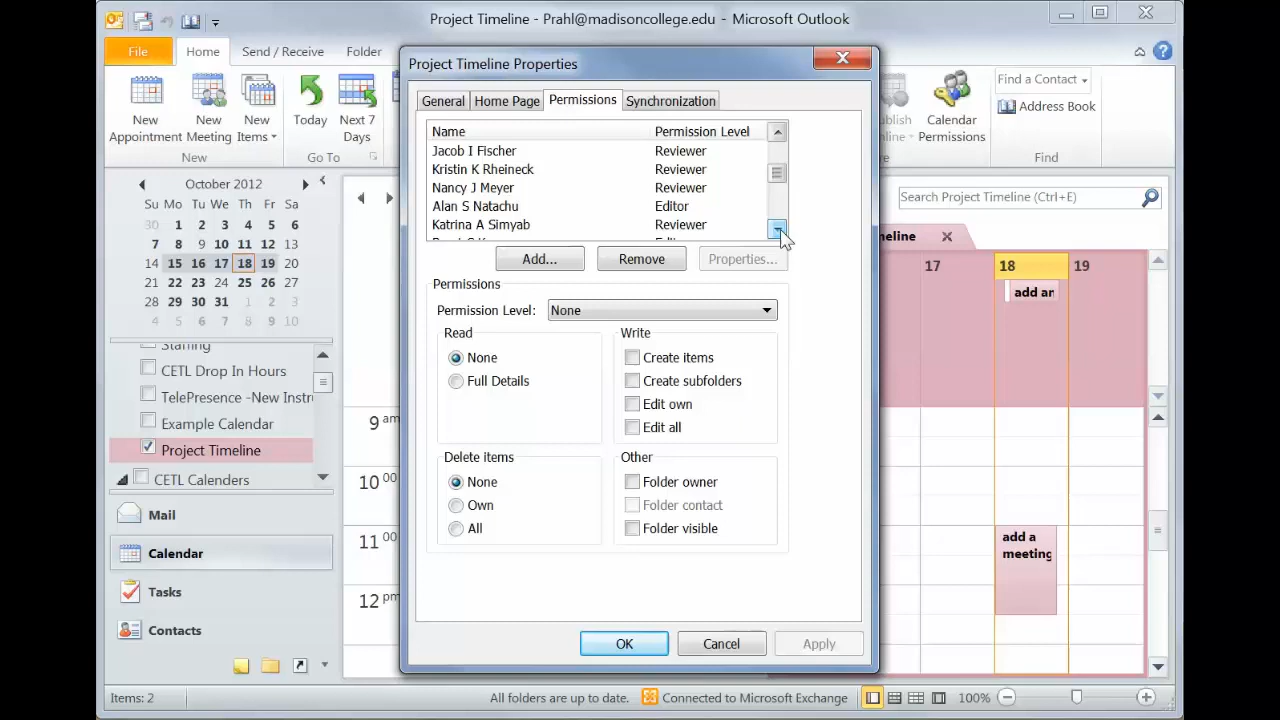 Project Timeline - Prahl@madisoncollege.edu - Microsoft Outlook
File Home Send / Receive Folder
New Appointment
New Meeting
New Items
New
Today
Next 7 Days
Go To
Calendar Permissions
Find a Contact
Address Book
Find
October 2012
Su Mo Tu We Th Fr Sa
30 1 2 3 4 5 6
7 8 9 10 11 12 13
14 15 16 17 18 19 20
21 22 23 24 25 26 27
28 29 30 31 1 2 3
4 5 6 7 8 9 10
Staffing
CETL Drop In Hours
TelePresence -New Instru
Example Calendar
Project Timeline
CETL Calenders
Mail
Calendar
Tasks
Contacts
Project Timeline Properties
General Home Page Permissions Synchronization
Name Permission Level
Jacob I Fischer Reviewer
Kristin K Rheineck Reviewer
Nancy J Meyer Reviewer
Alan S Natachu Editor
Katrina A Simyab Reviewer
Add... Remove Properties...
Permissions
Permission Level: None
Read
None
Full Details
Write
Create items
Create subfolders
Edit own
Edit all
Delete items
None
Own
All
Other
Folder owner
Folder contact
Folder visible
OK Cancel Apply
Search Project Timeline (Ctrl+E)
17 18 19
add an
add a
meeting
9 am
10 00
11 00
12 pm
Items: 2
All folders are up to date. Connected to Microsoft Exchange 100%